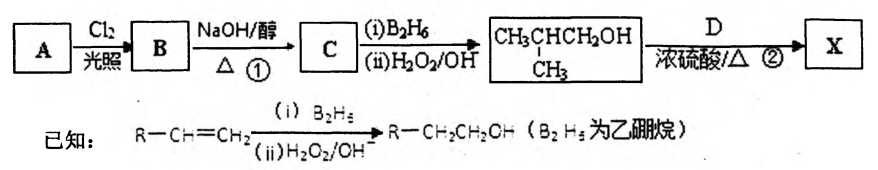 Cl₂ NaOH/醇 (i)B₂H₆ D
A B C CH₃CHCH₂OH X
光照 △ ① (ii)H₂O₂/OH⁻ CH₃ 浓硫酸/△ ②
(i) B₂H₆
已知： R—CH=CH₂ R—CH₂CH₂OH（B₂H₆为乙硼烷）
(ii)H₂O₂/OH⁻